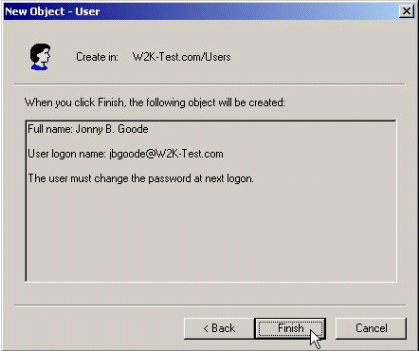 New Object - User
Create in: W2K-Test.com/Users
When you click Finish, the following object will be created:
Full name: Jonny B. Goode
User logon name: jbgoode@W2K-Test.com
The user must change the password at next logon.
< Back Finish Cancel